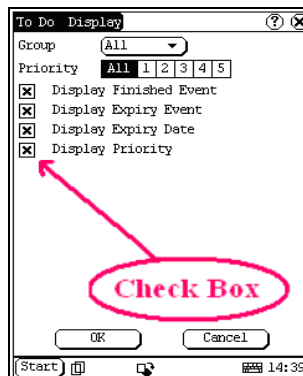 To Do Display
Group All
Priority All 1 2 3 4 5
Display Finished Event
Display Expiry Event
Display Expiry Date
Display Priority
Check Box
OK Cancel
Start 14:39